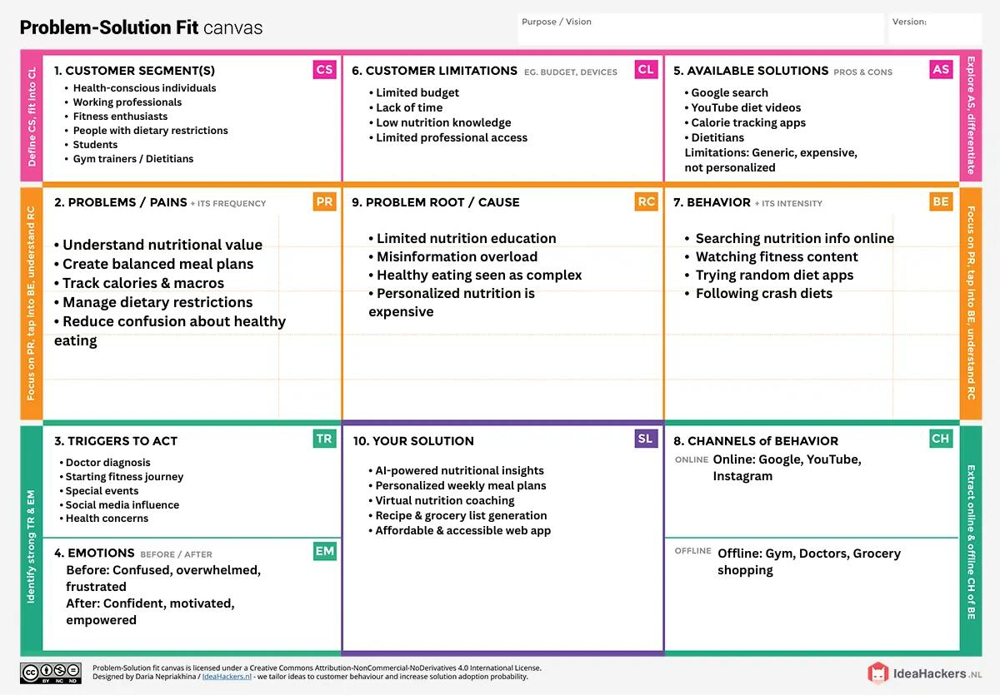 Problem-Solution Fit canvas
Purpose / Vision
Version:
Define CS, fit into CL
1. CUSTOMER SEGMENT(S)
CS
• Health-conscious individuals
• Working professionals
• Fitness enthusiasts
• People with dietary restrictions
• Students
• Gym trainers / Dietitians
6. CUSTOMER LIMITATIONS EG. BUDGET, DEVICES
CL
• Limited budget
• Lack of time
• Low nutrition knowledge
• Limited professional access
5. AVAILABLE SOLUTIONS PROS & CONS
AS
• Google search
• YouTube diet videos
• Calorie tracking apps
• Dietitians
Limitations: Generic, expensive,
not personalized
Explore AS, differentiate
Focus on PR, tap into BE, understand RC
2. PROBLEMS / PAINS + ITS FREQUENCY
PR
• Understand nutritional value
• Create balanced meal plans
• Track calories & macros
• Manage dietary restrictions
• Reduce confusion about healthy
eating
9. PROBLEM ROOT / CAUSE
RC
• Limited nutrition education
• Misinformation overload
• Healthy eating seen as complex
• Personalized nutrition is
expensive
7. BEHAVIOR + ITS INTENSITY
BE
• Searching nutrition info online
• Watching fitness content
• Trying random diet apps
• Following crash diets
Focus on PR, tap into BE, understand RC
Identify strong TR & EM
3. TRIGGERS TO ACT
TR
• Doctor diagnosis
• Starting fitness journey
• Special events
• Social media influence
• Health concerns
4. EMOTIONS BEFORE / AFTER
EM
Before: Confused, overwhelmed,
frustrated
After: Confident, motivated,
empowered
10. YOUR SOLUTION
SL
• AI-powered nutritional insights
• Personalized weekly meal plans
• Virtual nutrition coaching
• Recipe & grocery list generation
• Affordable & accessible web app
8. CHANNELS of BEHAVIOR
CH
ONLINE Online: Google, YouTube,
Instagram
OFFLINE Offline: Gym, Doctors, Grocery
shopping
Extract online & offline CH of BE
CC BY NC ND
Problem-Solution fit canvas is licensed under a Creative Commons Attribution-NonCommercial-NoDerivatives 4.0 International License.
Designed by Daria Nepriakhina / IdeaHackers.nl - we tailor ideas to customer behaviour and increase solution adoption probability.
IdeaHackers.NL